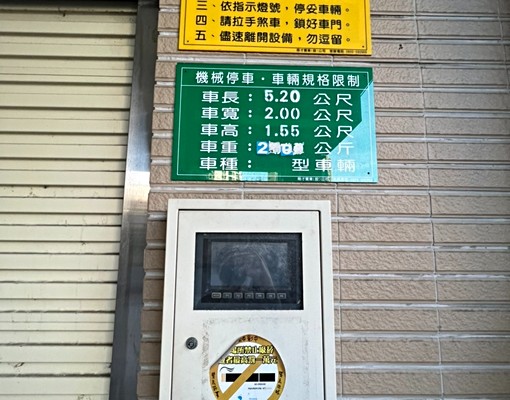 三、依指示燈號，停妥車輛。
四、請拉手煞車，鎖好車門。
五、儘速離開設備，勿逗留。
機械停車・車輛規格限制
車長：5.20 公尺
車寬：2.00 公尺
車高：1.55 公尺
車重： 公斤
車種： 型車輛